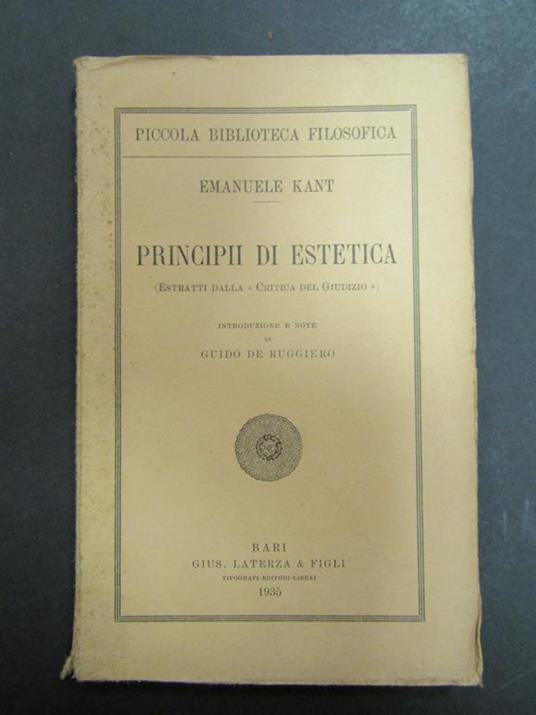 PICCOLA BIBLIOTECA FILOSOFICA
EMANUELE KANT
PRINCIPII DI ESTETICA
(ESTRATTI DALLA « CRITICA DEL GIUDIZIO »)
INTRODUZIONE E NOTE
DI
GUIDO DE RUGGIERO
BARI
GIUS. LATERZA & FIGLI
TIPOGRAFI-EDITORI-LIBRAI
1935